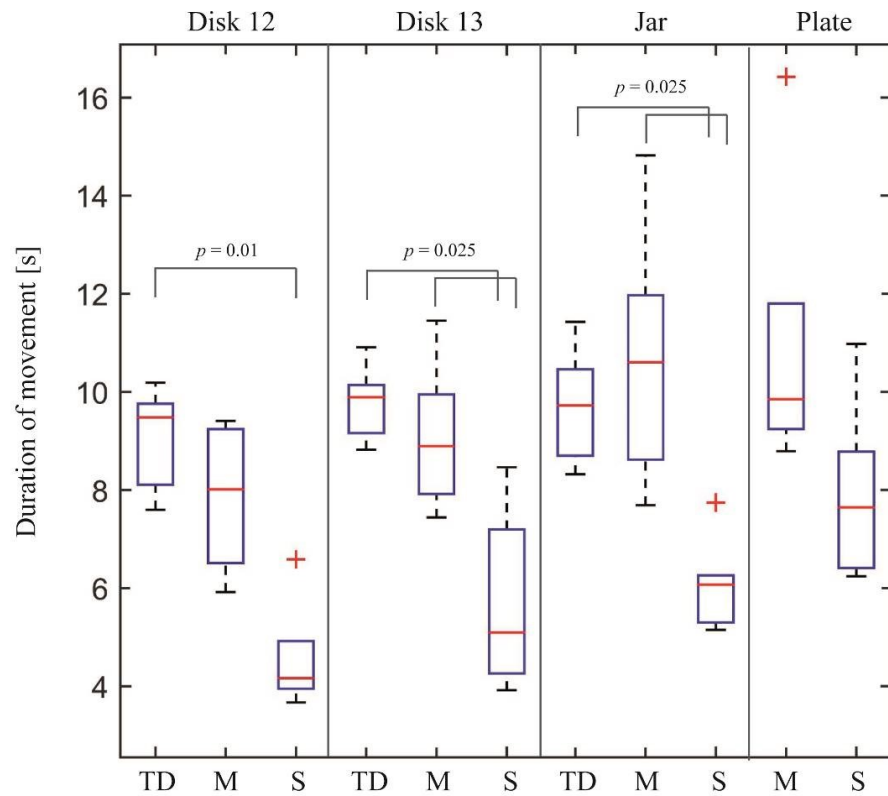 Disk 12 Disk 13 Jar Plate
16
p = 0.025
14
p = 0.01 p = 0.025
12
10
8
6
4
Duration of movement [s]
TD M S TD M S TD M S M S